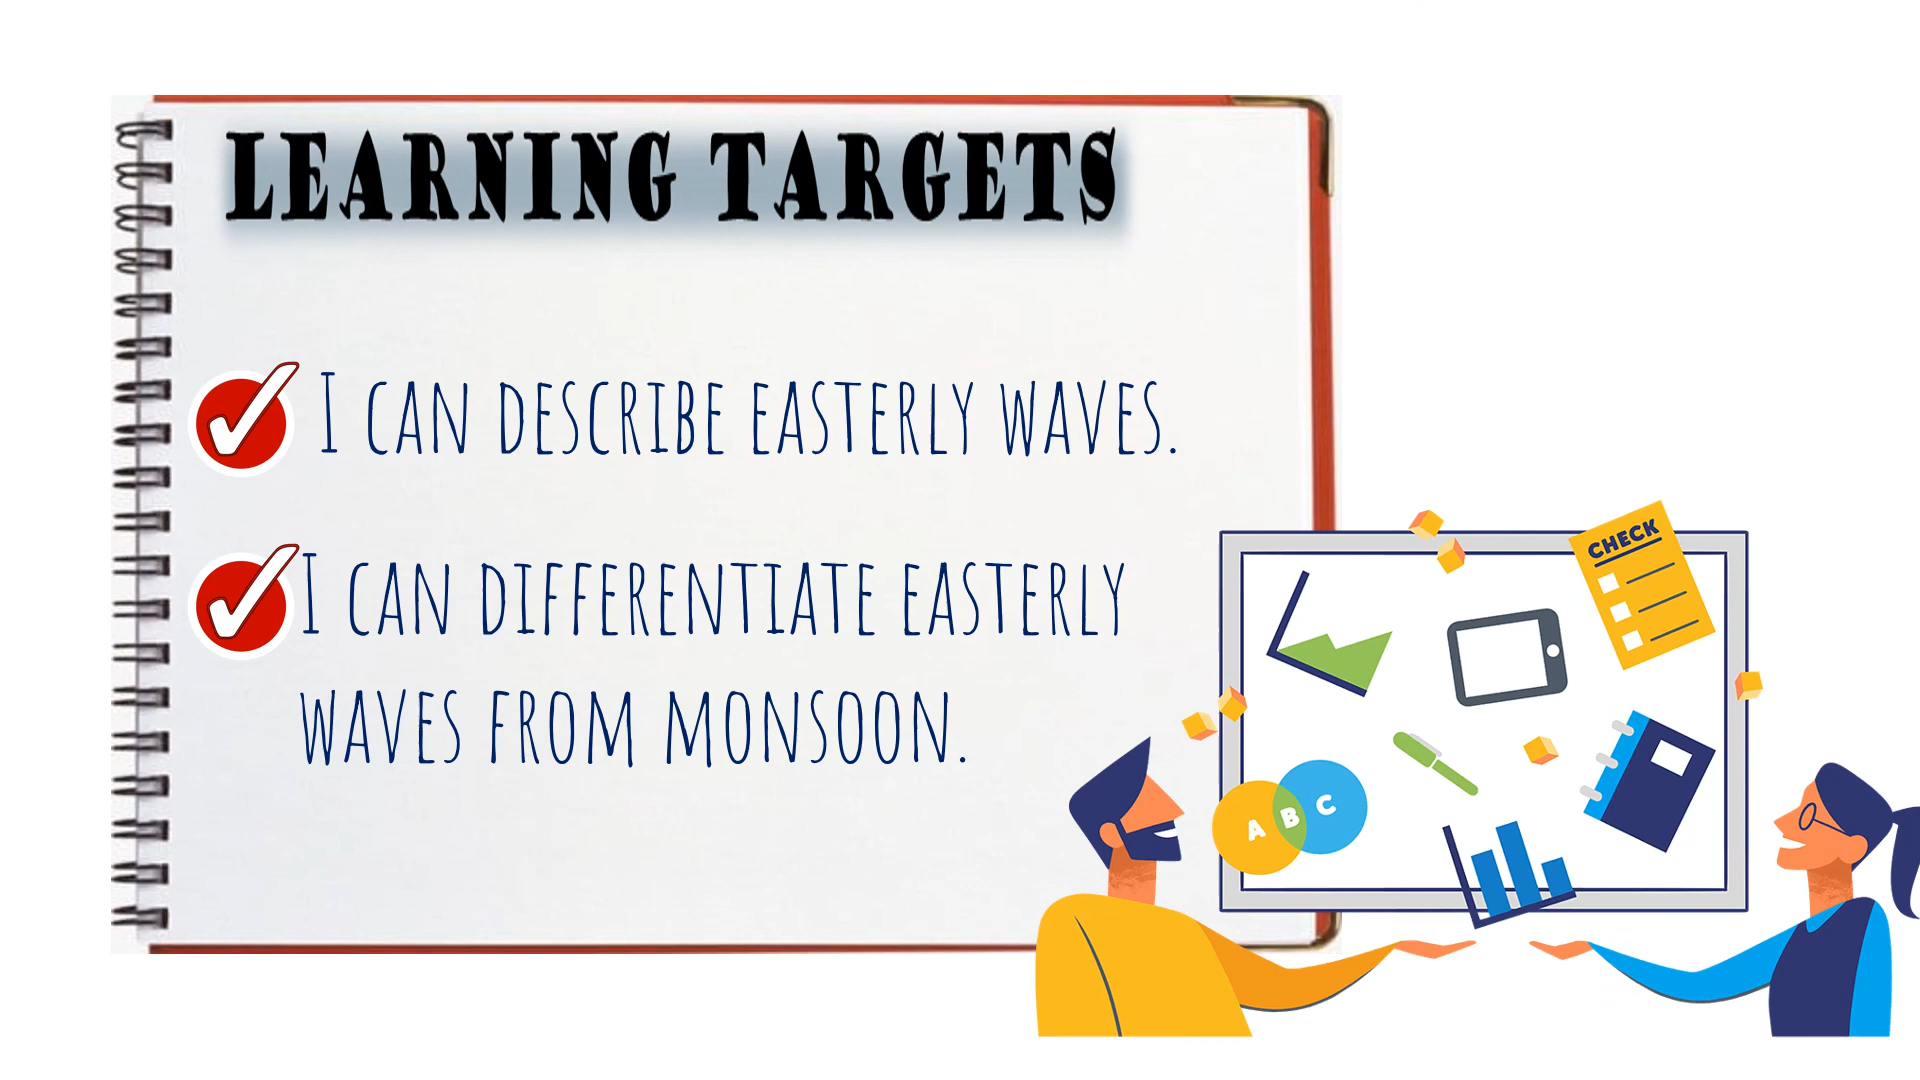 LEARNING TARGETS
I CAN DESCRIBE EASTERLY WAVES.
I CAN DIFFERENTIATE EASTERLY
WAVES FROM MONSOON.
CHECK
A B C